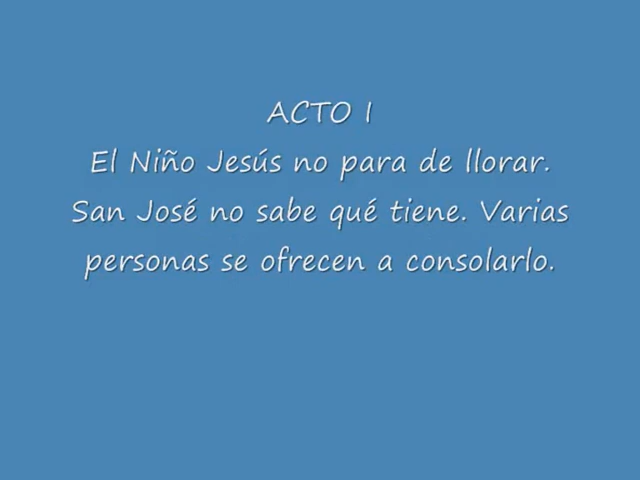 ACTO I
El Niño Jesús no para de llorar.
San José no sabe qué tiene. Varias
personas se ofrecen a consolarlo.